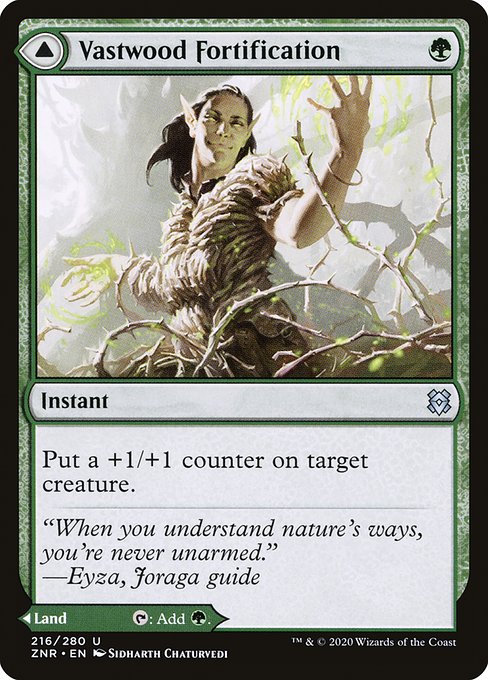 Vastwood Fortification
Instant
Put a +1/+1 counter on target
creature.
“When you understand nature’s ways,
you’re never unarmed.”
—Eyza, Joraga guide
Land : Add .
216/280 U
ZNR • EN Sidharth Chaturvedi
™ & © 2020 Wizards of the Coast